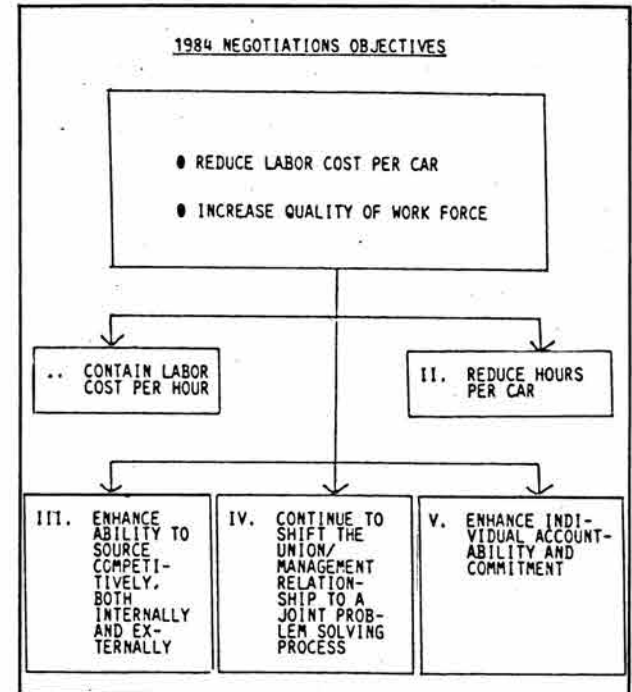 1984 NEGOTIATIONS OBJECTIVES
● REDUCE LABOR COST PER CAR
● INCREASE QUALITY OF WORK FORCE
.. CONTAIN LABOR
COST PER HOUR
II. REDUCE HOURS
PER CAR
III. ENHANCE
ABILITY TO
SOURCE
COMPETI-
TIVELY,
BOTH
INTERNALLY
AND EX-
TERNALLY
IV. CONTINUE TO
SHIFT THE
UNION/
MANAGEMENT
RELATION-
SHIP TO A
JOINT PROB-
LEM SOLVING
PROCESS
V. ENHANCE INDI-
VIDUAL ACCOUNT-
ABILITY AND
COMMITMENT